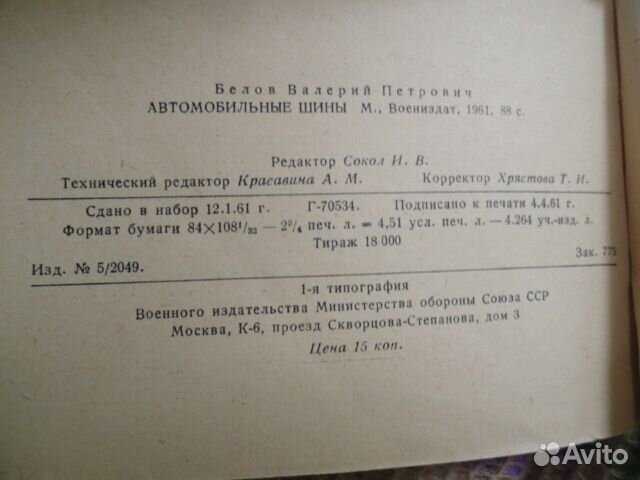 Белов Валерий Петрович
АВТОМОБИЛЬНЫЕ ШИНЫ М., Воениздат, 1961, 88 с.
Редактор Сокол И. В.
Технический редактор Красавина А. М. Корректор Хрястова Т. И.
Сдано в набор 12.1.61 г. Г-70534. Подписано к печати 4.4.61 г.
Формат бумаги 84×108¹/₃₂ — 2³/₄ печ. л. = 4,51 усл. печ. л. — 4.264 уч.-изд. л.
Тираж 18 000
Изд. № 5/2049. Зак. 775
1-я типография
Военного издательства Министерства обороны Союза ССР
Москва, К-6, проезд Скворцова-Степанова, дом 3
Цена 15 коп.
Avito